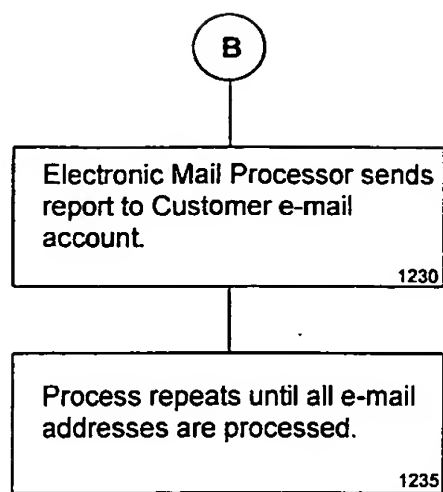 B
Electronic Mail Processor sends
report to Customer e-mail
account.
1230
Process repeats until all e-mail
addresses are processed.
1235